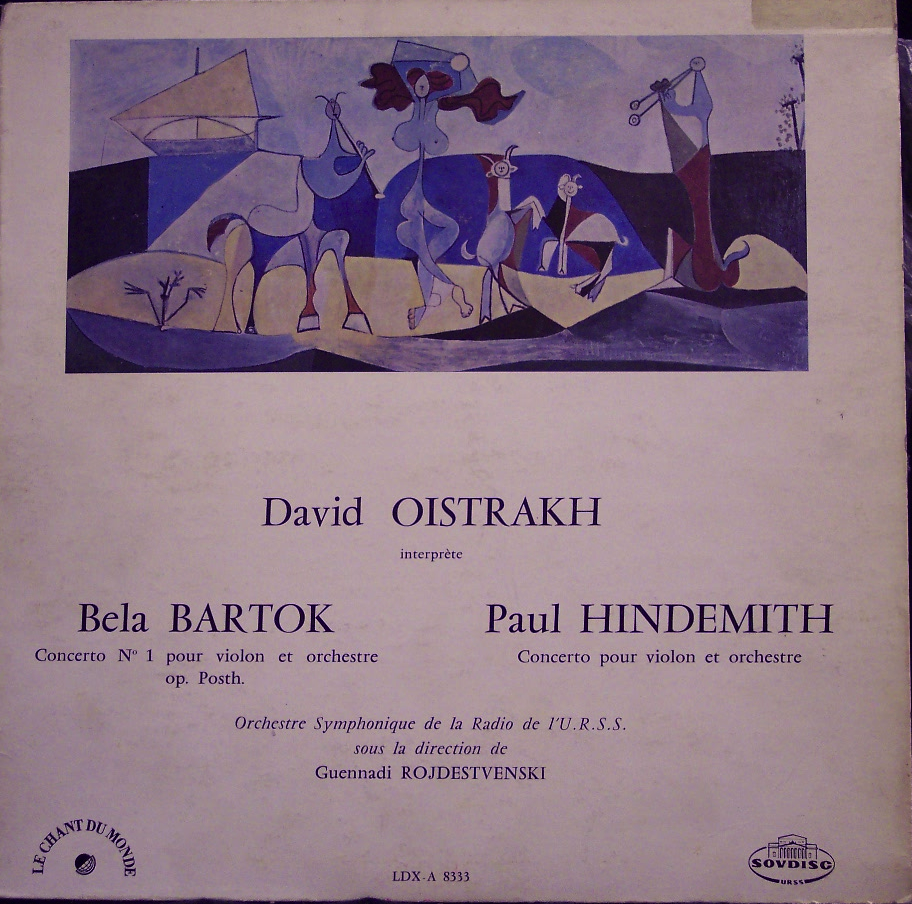 David OISTRAKH
interprète
Bela BARTOK
Concerto Nº 1 pour violon et orchestre
op. Posth.
Paul HINDEMITH
Concerto pour violon et orchestre
Orchestre Symphonique de la Radio de l'U.R.S.S.
sous la direction de
Guennadi ROJDESTVENSKI
LE CHANT DU MONDE
LDX-A 8333
SOVDISC
URSS